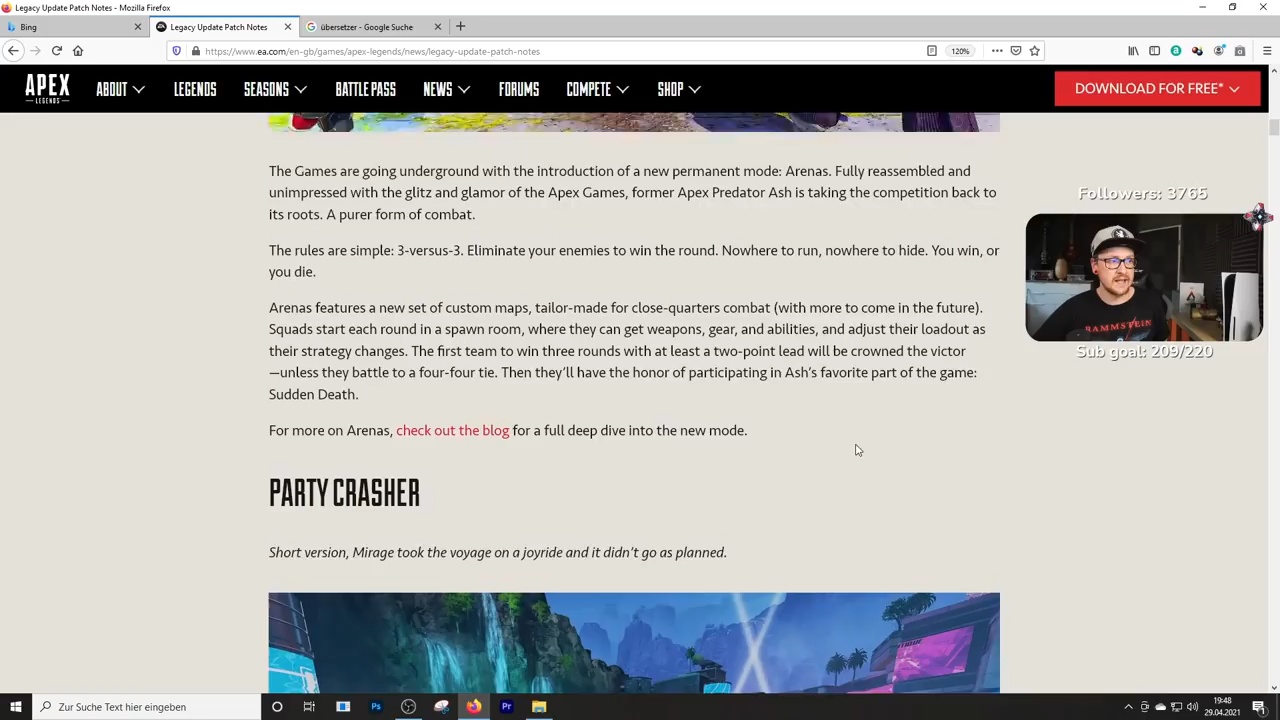 Legacy Update Patch Notes - Mozilla Firefox
Bing
Legacy Update Patch Notes
übersetzer - Google Suche
https://www.ea.com/en-gb/games/apex-legends/news/legacy-update-patch-notes
120%
APEX
LEGENDS
ABOUT
LEGENDS
SEASONS
BATTLE PASS
NEWS
FORUMS
COMPETE
SHOP
DOWNLOAD FOR FREE*
The Games are going underground with the introduction of a new permanent mode: Arenas. Fully reassembled and
unimpressed with the glitz and glamor of the Apex Games, former Apex Predator Ash is taking the competition back to
its roots. A purer form of combat.
The rules are simple: 3-versus-3. Eliminate your enemies to win the round. Nowhere to run, nowhere to hide. You win, or
you die.
Arenas features a new set of custom maps, tailor-made for close-quarters combat (with more to come in the future).
Squads start each round in a spawn room, where they can get weapons, gear, and abilities, and adjust their loadout as
their strategy changes. The first team to win three rounds with at least a two-point lead will be crowned the victor
—unless they battle to a four-four tie. Then they’ll have the honor of participating in Ash’s favorite part of the game:
Sudden Death.
For more on Arenas, check out the blog for a full deep dive into the new mode.
PARTY CRASHER
Short version, Mirage took the voyage on a joyride and it didn’t go as planned.
Followers: 3765
RAMMSTEIN
Sub goal: 209/220
Zur Suche Text hier eingeben
19:48
29.04.2021